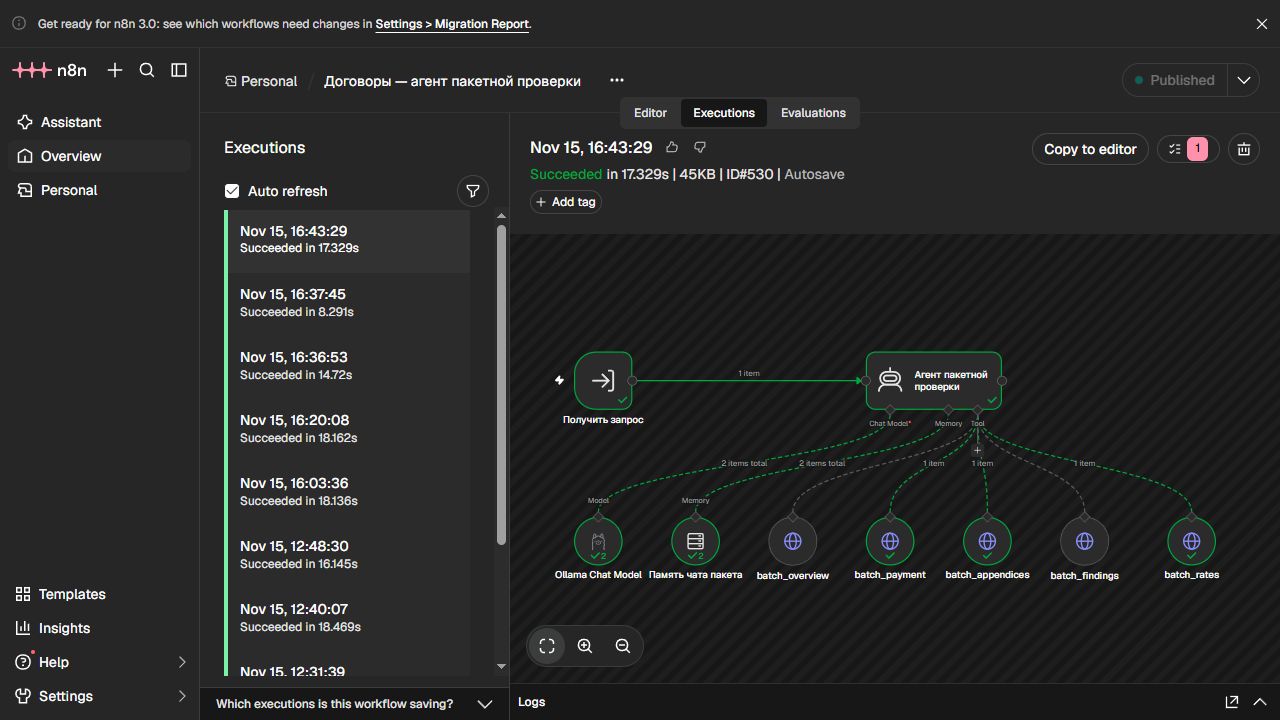 Get ready for n8n 3.0: see which workflows need changes in Settings > Migration Report.
n8n
Assistant
Overview
Personal
Templates
Insights
Help
Settings
Personal / Договоры — агент пакетной проверки
Published
Editor
Executions
Evaluations
Executions
Auto refresh
Nov 15, 16:43:29
Succeeded in 17.329s
Nov 15, 16:37:45
Succeeded in 8.291s
Nov 15, 16:36:53
Succeeded in 14.72s
Nov 15, 16:20:08
Succeeded in 18.162s
Nov 15, 16:03:36
Succeeded in 18.136s
Nov 15, 12:48:30
Succeeded in 16.145s
Nov 15, 12:40:07
Succeeded in 18.469s
Nov 15, 12:31:39
Which executions is this workflow saving?
Nov 15, 16:43:29
Succeeded in 17.329s | 45KB | ID#530 | Autosave
+ Add tag
Copy to editor
1
1 item
Получить запрос
Агент пакетной
проверки
Chat Model*
Memory
Tool
2 items total
2 items total
1 item
1 item
1 item
Model
Memory
2
2
Ollama Chat Model
Память чата пакета
batch_overview
batch_payment
batch_appendices
batch_findings
batch_rates
Logs